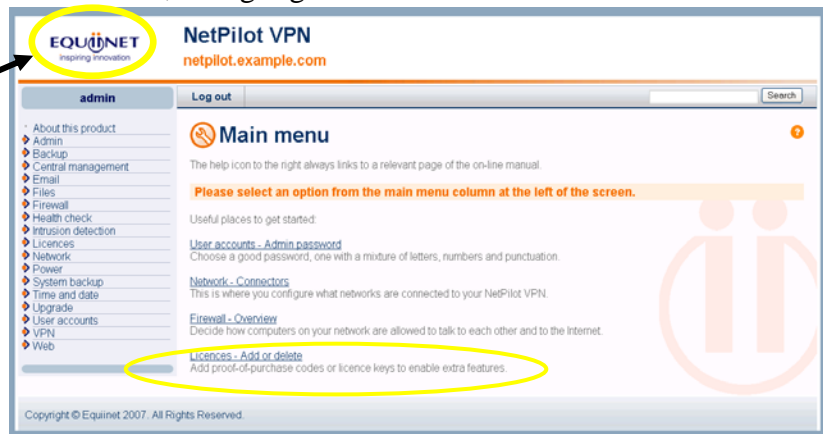 EQUiiNET
inspiring innovation
NetPilot VPN
netpilot.example.com
admin
Log out
Search
About this product
Admin
Backup
Central management
Email
Files
Firewall
Health check
Intrusion detection
Licences
Network
Power
System backup
Time and date
Upgrade
User accounts
VPN
Web
Main menu
The help icon to the right always links to a relevant page of the on-line manual.
Please select an option from the main menu column at the left of the screen.
Useful places to get started:
User accounts - Admin password
Choose a good password, one with a mixture of letters, numbers and punctuation.
Network - Connectors
This is where you configure what networks are connected to your NetPilot VPN.
Firewall - Overview
Decide how computers on your network are allowed to talk to each other and to the Internet.
Licences - Add or delete
Add proof-of-purchase codes or licence keys to enable extra features.
Copyright © Equiinet 2007. All Rights Reserved.